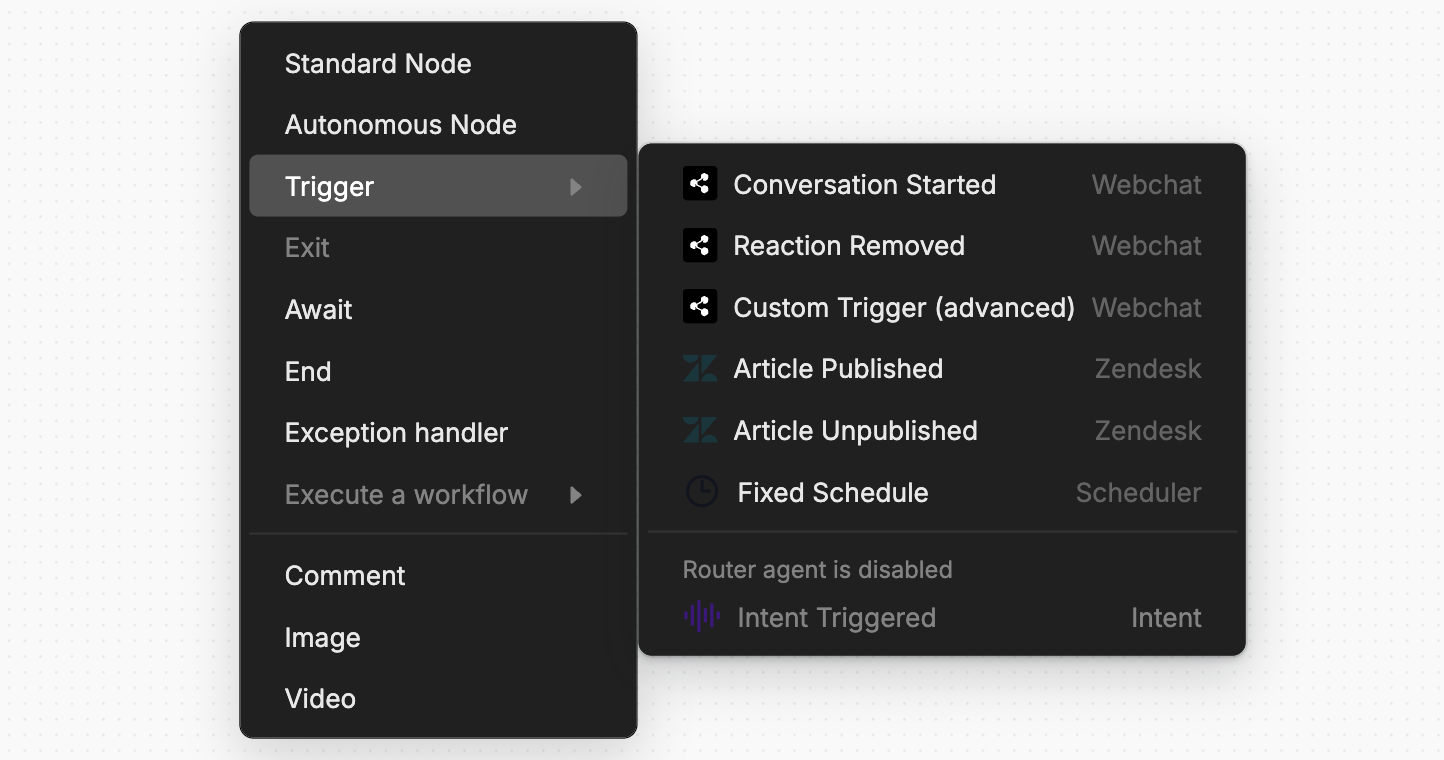 Standard Node
Autonomous Node
Trigger
Exit
Await
End
Exception handler
Execute a workflow
Comment
Image
Video
Conversation Started Webchat
Reaction Removed Webchat
Custom Trigger (advanced) Webchat
Article Published Zendesk
Article Unpublished Zendesk
Fixed Schedule Scheduler
Router agent is disabled
Intent Triggered Intent